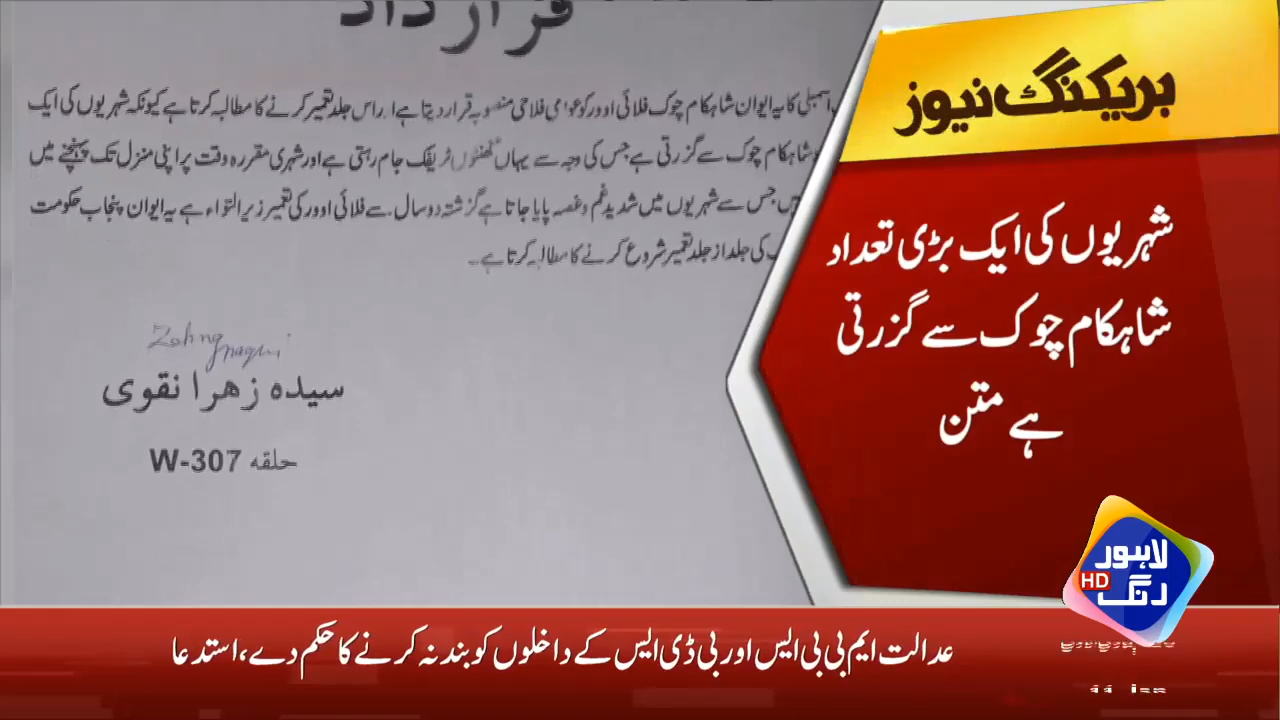 قرارداد
اسمبلی کا یہ ایوان شاہکام چوک فلائی اوور کو عوامی فلاحی منصوبہ قرار دیتا ہے اور اس جلد تعمیر کرنے کا مطالبہ کرتا ہے کیونکہ شہریوں کی ایک
شاہکام چوک سے گزرتی ہے جس کی وجہ سے یہاں گھنٹوں ٹریفک جام رہتی ہے اور شہری مقررہ وقت پر اپنی منزل تک پہنچنے میں
جس سے شہریوں میں شدید غم و غصہ پایا جاتا ہے گزشتہ دو سال سے فلائی اوور کی تعمیر زیر التواء ہے یہ ایوان پنجاب حکومت
کی جلد از جلد تعمیر شروع کرنے کا مطالبہ کرتا ہے۔
Zehra naqvi
سیدہ زھرا نقوی
حلقہ W-307
بریکنگ نیوز
شہریوں کی ایک بڑی تعداد
شاہکام چوک سے گزرتی
ہے متن
لاہور
رنگ HD
عدالت ایم بی بی ایس اور بی ڈی ایس کے داخلوں کو بند نہ کرنے کا حکم دے، استدعا